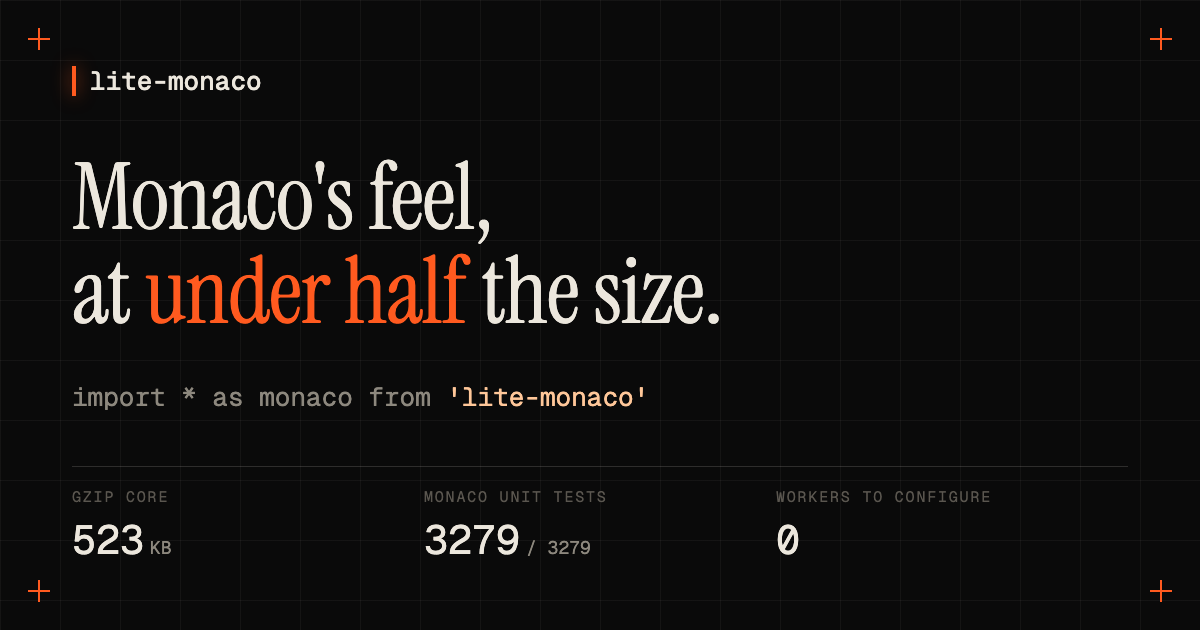 lite-monaco
Monaco's feel,
at under half the size.
import * as monaco from 'lite-monaco'
GZIP CORE
523 KB
MONACO UNIT TESTS
3279 / 3279
WORKERS TO CONFIGURE
0